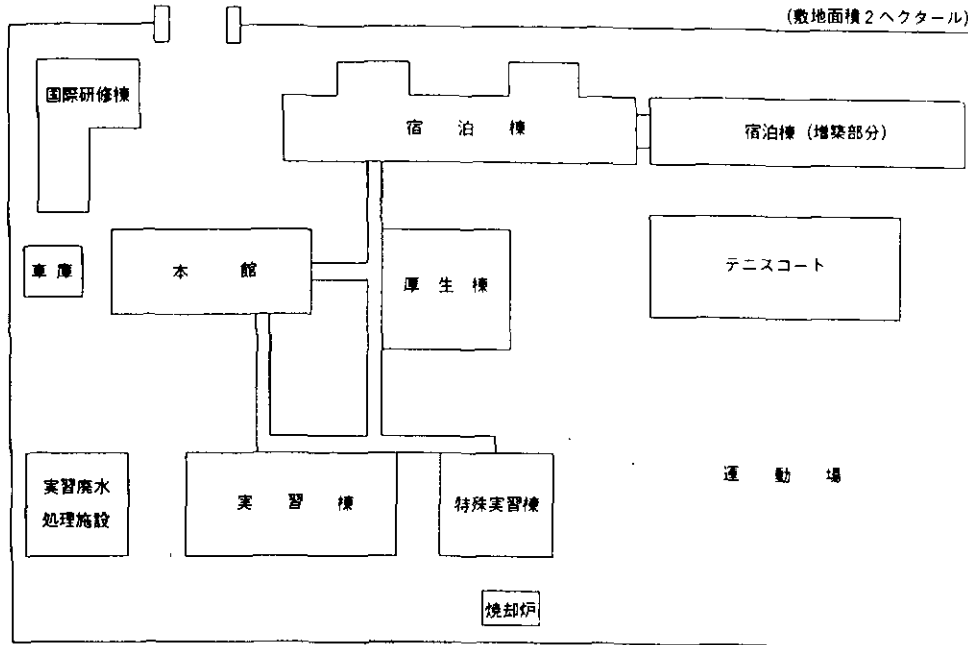 (敷地面積2ヘクタール)
国際研修棟
宿泊棟
宿泊棟(増築部分)
車庫
本館
厚生棟
テニスコート
実習廃水
処理施設
実習棟
特殊実習棟
運動場
焼却炉